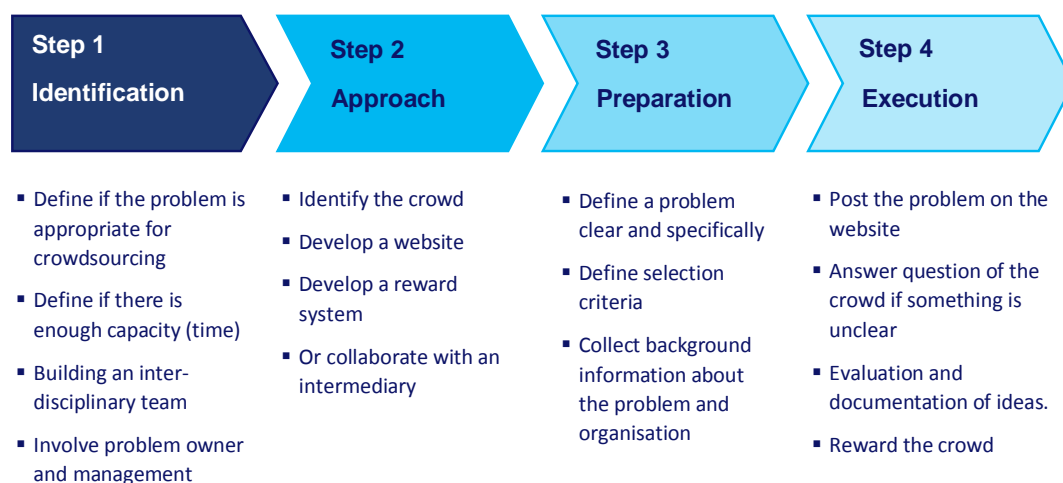 Step 1
Identification
▪ Define if the problem is
appropriate for
crowdsourcing
▪ Define if there is
enough capacity (time)
▪ Building an inter-
disciplinary team
▪ Involve problem owner
and management
Step 2
Approach
▪ Identify the crowd
▪ Develop a website
▪ Develop a reward
system
▪ Or collaborate with an
intermediary
Step 3
Preparation
▪ Define a problem
clear and specifically
▪ Define selection
criteria
▪ Collect background
information about
the problem and
organisation
Step 4
Execution
▪ Post the problem on the
website
▪ Answer question of the
crowd if something is
unclear
▪ Evaluation and
documentation of ideas.
▪ Reward the crowd